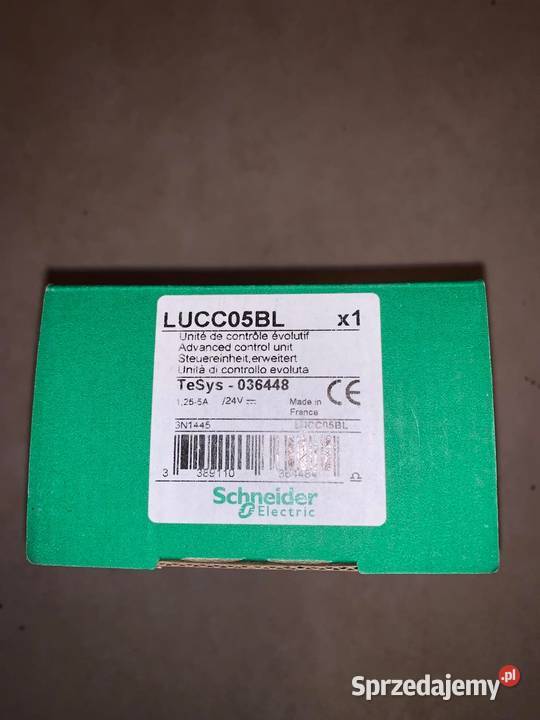 LUCC05BL x1
Unité de contrôle évolutif
Advanced control unit
Steuereinheit,erweitert
Unità di controllo evoluta
TeSys - 036448
1,25-5A /24V Made in France
CE
3N1445 LUCC05BL
3 389110 364484
Schneider
Electric
Sprzedajemy.pl